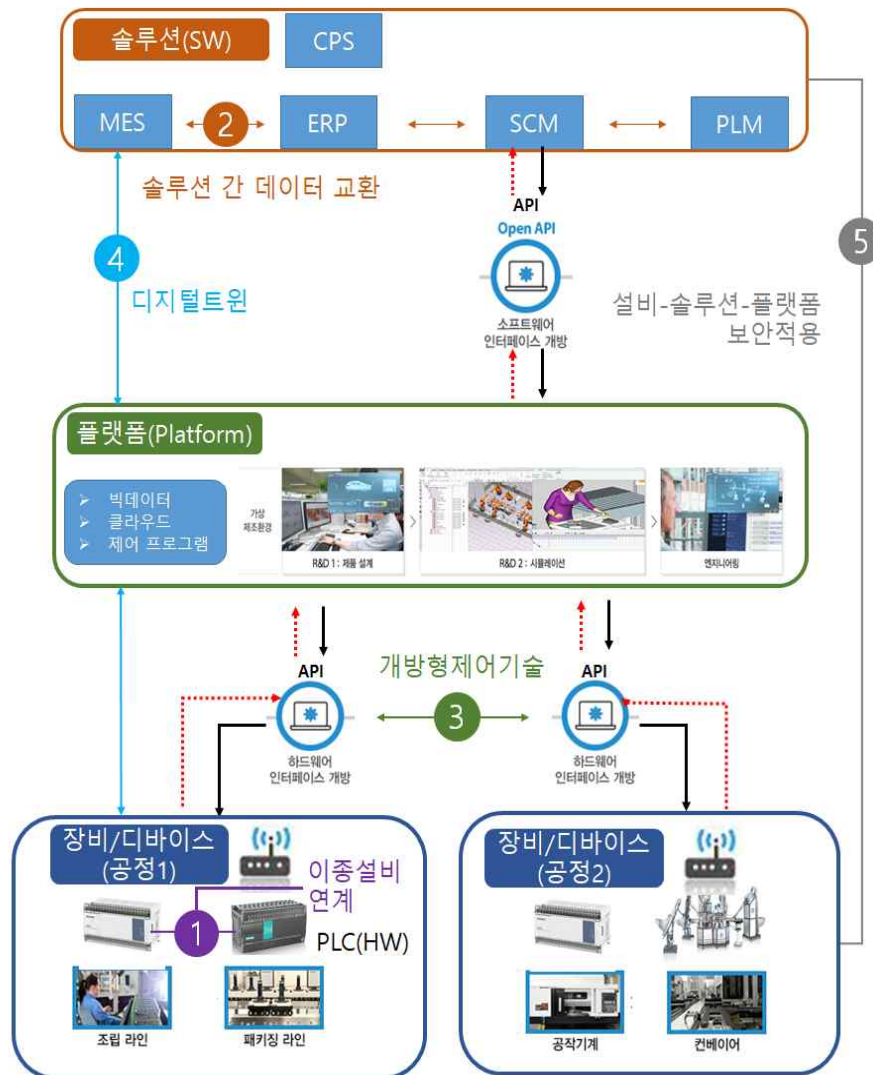 솔루션(SW)
CPS
MES
2
ERP
SCM
PLM
솔루션 간 데이터 교환
API
Open API
소프트웨어
인터페이스 개발
4
디지털트윈
5
설비-솔루션-플랫폼
보안적용
플랫폼(Platform)
➢ 빅데이터
➢ 클라우드
➢ 제어 프로그램
가상
제조환경
R&D 1 : 제품 설계
R&D 2 : 시뮬레이션
엔지니어링
API
개방형제어기술
API
3
하드웨어
인터페이스 개발
하드웨어
인터페이스 개발
장비/디바이스
(공정1)
이종설비
연계
1
PLC(HW)
조립 라인
패키징 라인
장비/디바이스
(공정2)
공작기계
컨베이어